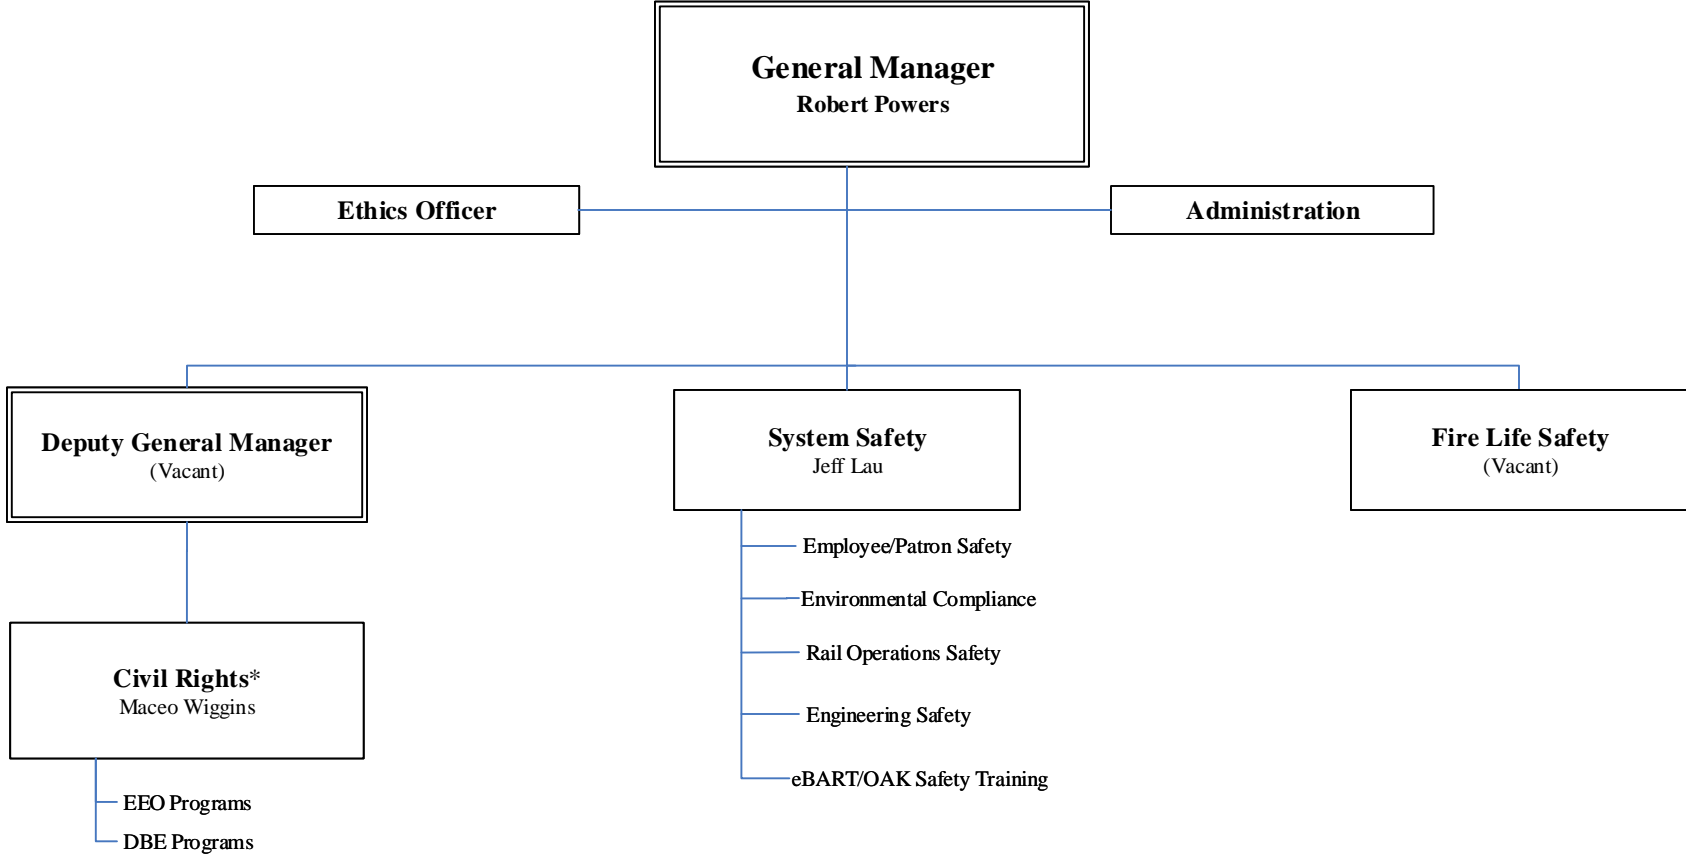 General Manager
Robert Powers
Ethics Officer
Administration
Deputy General Manager
(Vacant)
System Safety
Jeff Lau
Fire Life Safety
(Vacant)
Employee/Patron Safety
Environmental Compliance
Rail Operations Safety
Engineering Safety
eBART/OAK Safety Training
Civil Rights*
Maceo Wiggins
EEO Programs
DBE Programs